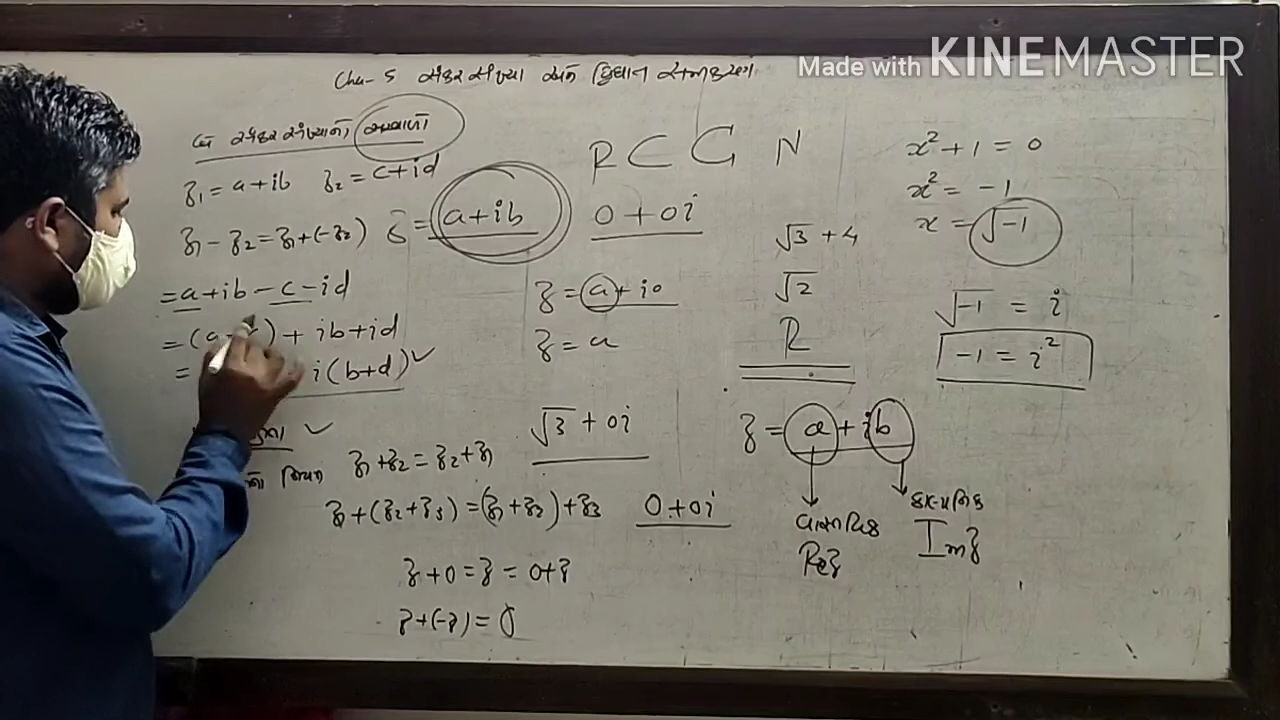 Made with KINEMASTER
Chu-5 સંકર સંખ્યા અને દ્વિઘાત સમીકરણ
બે સંકર સંખ્યાનો
z₁ = a+ib z₂ = c+id
z₁ - z₂ = z₁+(-z₂)
= a+ib-c-id
) + ib+id
= i(b+d) ✓
✓
નિયમ z₁+z₂ = z₂+z₁
z₁+(z₂+z₃) = (z₁+z₂)+z₃
z+0 = z = 0+z
z+(-z) = 0
R C G N
z = a+ib
0+0i
z = a+i0
z = a
√3+0i
0+0i
√3+4
√2
R
x²+1 = 0
x² = -1
x = √-1
√-1 = i
-1 = i²
z = a+ib
વાસ્તવિક
Re z
કાલ્પનિક
Im z